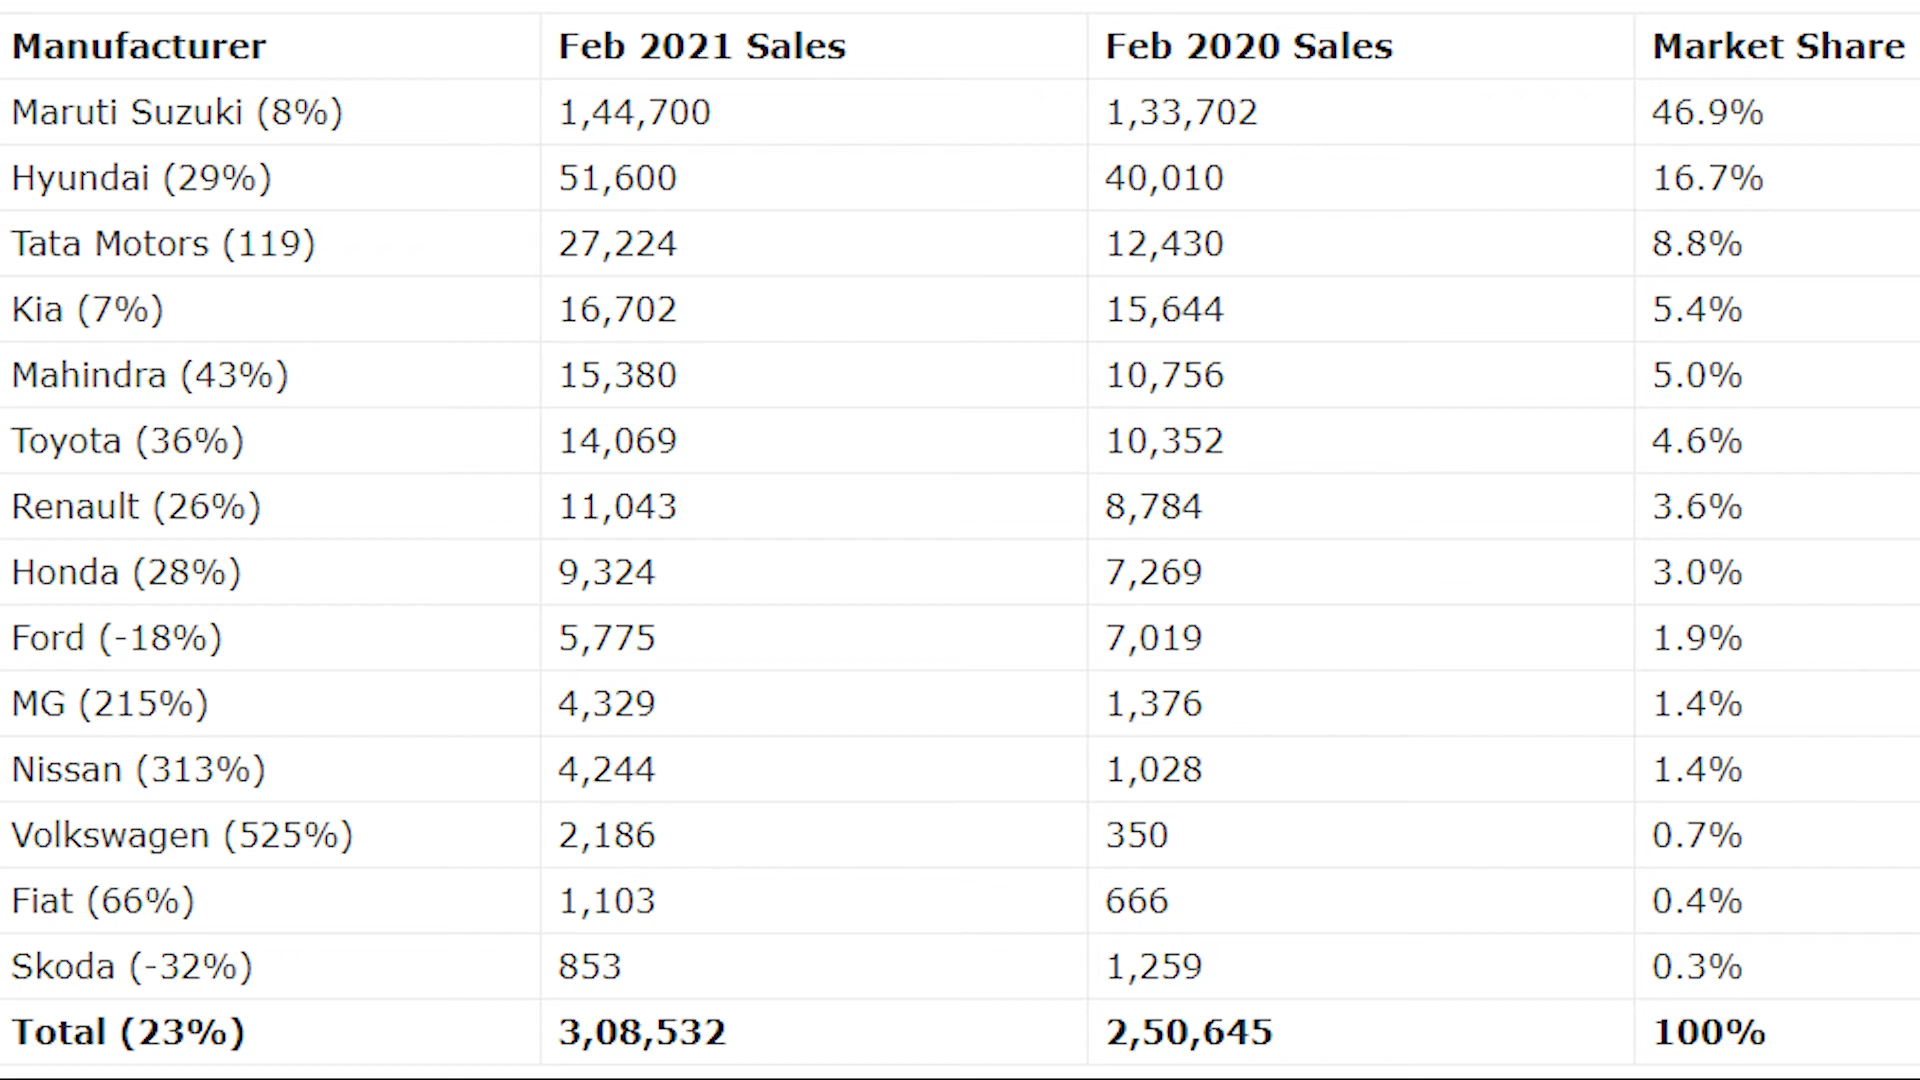 Manufacturer Feb 2021 Sales Feb 2020 Sales Market Share
Maruti Suzuki (8%) 1,44,700 1,33,702 46.9%
Hyundai (29%) 51,600 40,010 16.7%
Tata Motors (119) 27,224 12,430 8.8%
Kia (7%) 16,702 15,644 5.4%
Mahindra (43%) 15,380 10,756 5.0%
Toyota (36%) 14,069 10,352 4.6%
Renault (26%) 11,043 8,784 3.6%
Honda (28%) 9,324 7,269 3.0%
Ford (-18%) 5,775 7,019 1.9%
MG (215%) 4,329 1,376 1.4%
Nissan (313%) 4,244 1,028 1.4%
Volkswagen (525%) 2,186 350 0.7%
Fiat (66%) 1,103 666 0.4%
Skoda (-32%) 853 1,259 0.3%
Total (23%) 3,08,532 2,50,645 100%